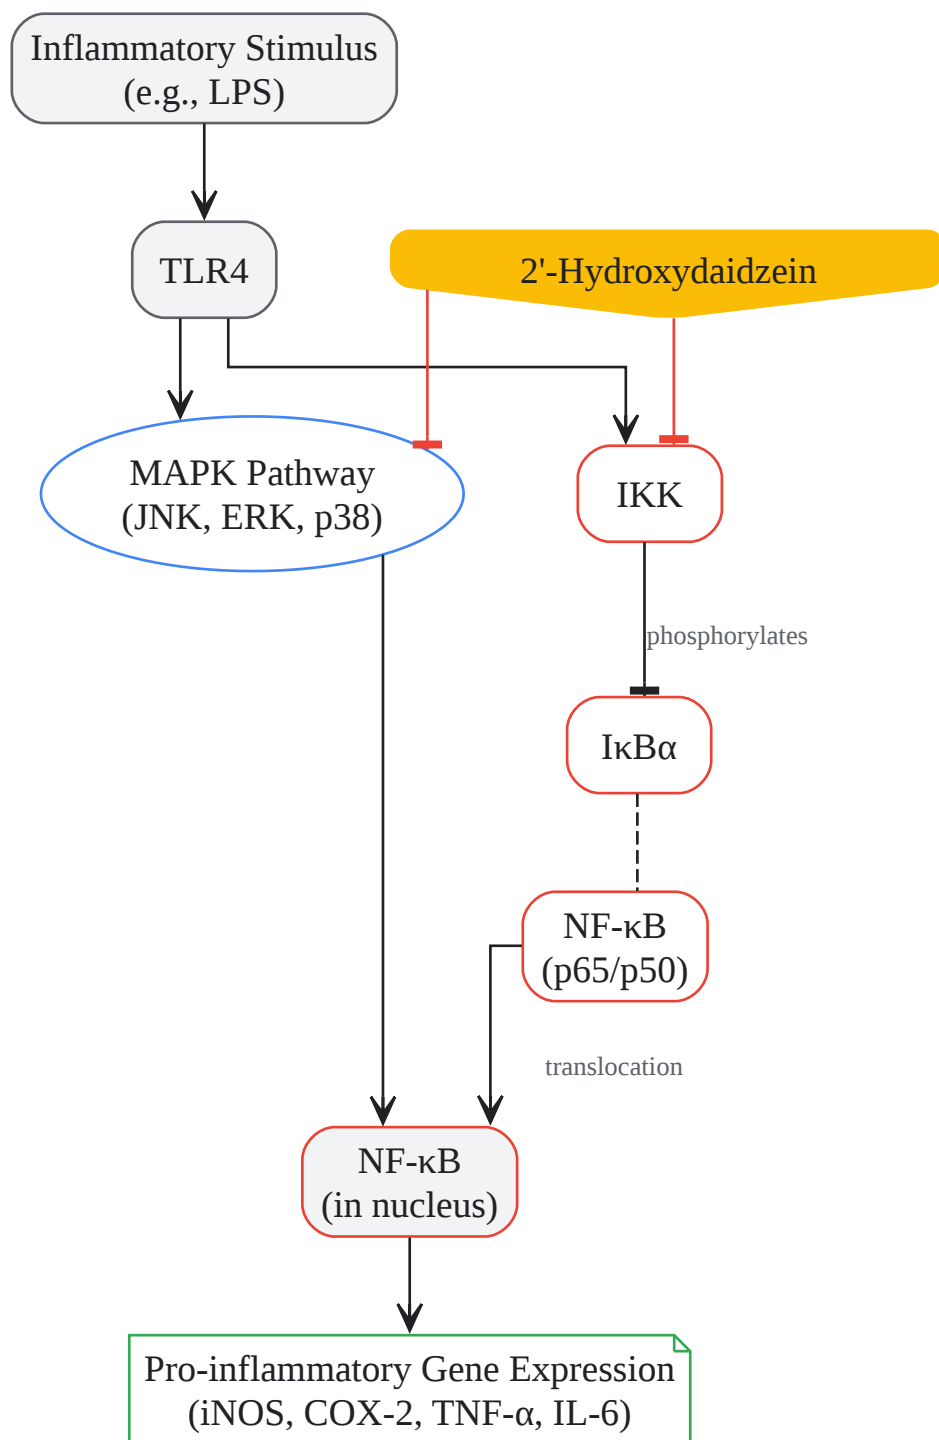 Inflammatory Stimulus
(e.g., LPS)
TLR4
2'-Hydroxydaidzein
MAPK Pathway
(JNK, ERK, p38)
IKK
phosphorylates
IκBα
NF-κB
(p65/p50)
translocation
NF-κB
(in nucleus)
Pro-inflammatory Gene Expression
(iNOS, COX-2, TNF-α, IL-6)